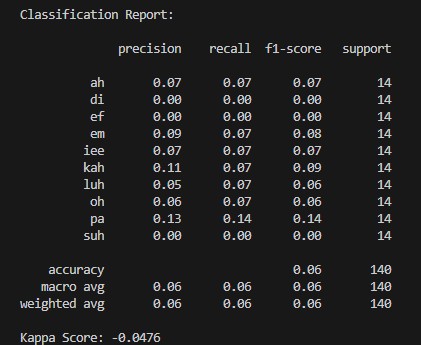 Classification Report:
precision recall f1-score support
ah 0.07 0.07 0.07 14
di 0.00 0.00 0.00 14
ef 0.00 0.00 0.00 14
em 0.09 0.07 0.08 14
iee 0.07 0.07 0.07 14
kah 0.11 0.07 0.09 14
luh 0.05 0.07 0.06 14
oh 0.06 0.07 0.06 14
pa 0.13 0.14 0.14 14
suh 0.00 0.00 0.00 14
accuracy 0.06 140
macro avg 0.06 0.06 0.06 140
weighted avg 0.06 0.06 0.06 140
Kappa Score: -0.0476